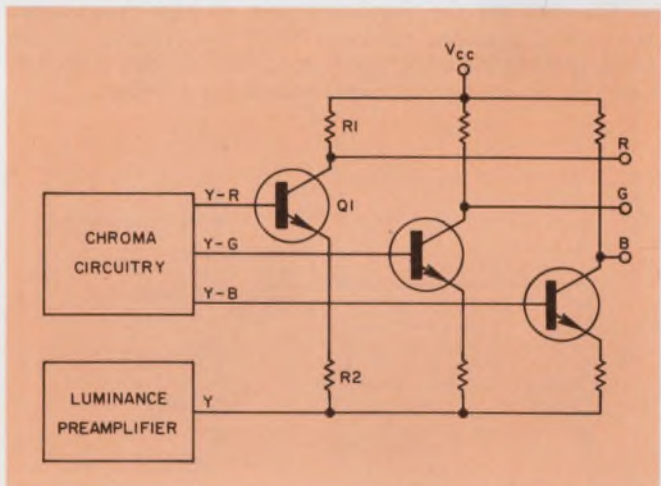 Vcc
R1
R
Y-R
Q1
G
CHROMA
CIRCUITRY
Y-G
B
Y-B
R2
LUMINANCE
PREAMPLIFIER
Y